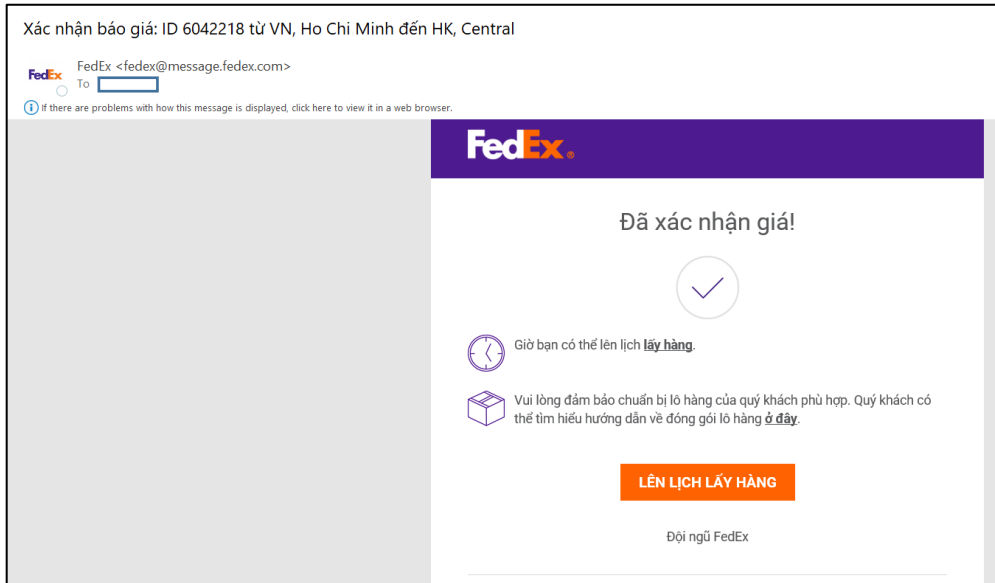 Xác nhận báo giá: ID 6042218 từ VN, Ho Chi Minh đến HK, Central
FedEx
FedEx <fedex@message.fedex.com>
To
If there are problems with how this message is displayed, click here to view it in a web browser.
FedEx®
Đã xác nhận giá!
Giờ bạn có thể lên lịch lấy hàng.
Vui lòng đảm bảo chuẩn bị lô hàng của quý khách phù hợp. Quý khách có
thể tìm hiểu hướng dẫn về đóng gói lô hàng ở đây.
LÊN LỊCH LẤY HÀNG
Đội ngũ FedEx